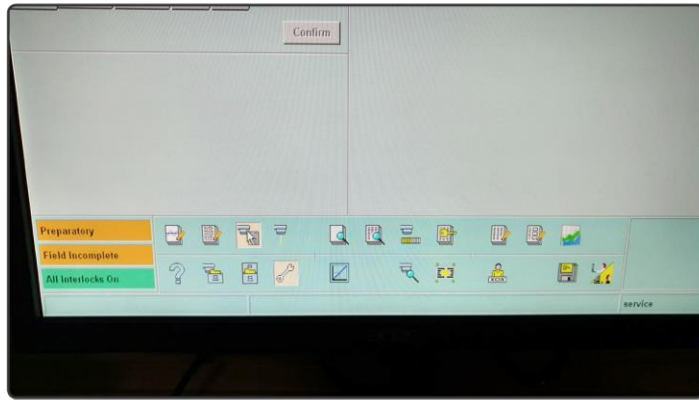 Confirm
Preparatory
Field Incomplete
All Interlocks On
service